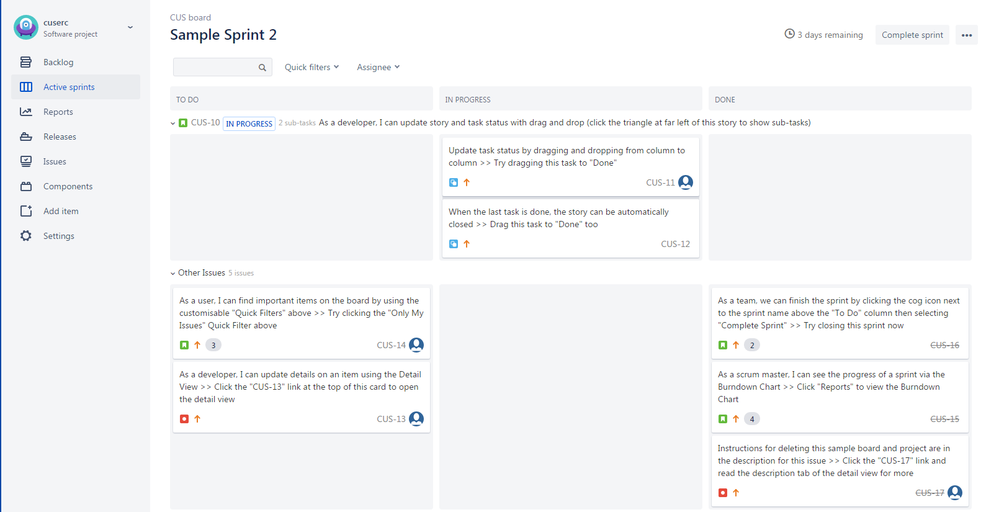 cuserc
Software project
Backlog
Active sprints
Reports
Releases
Issues
Components
Add item
Settings
CUS board
Sample Sprint 2
3 days remaining
Complete sprint
Quick filters
Assignee
TO DO
IN PROGRESS
DONE
CUS-10 IN PROGRESS 2 sub-tasks As a developer, I can update story and task status with drag and drop (click the triangle at far left of this story to show sub-tasks)
Update task status by dragging and dropping from column to
column >> Try dragging this task to "Done"
CUS-11
When the last task is done, the story can be automatically
closed >> Drag this task to "Done" too
CUS-12
Other Issues 5 issues
As a user, I can find important items on the board by using the
customisable "Quick Filters" above >> Try clicking the "Only My
Issues" Quick Filter above
3
CUS-14
As a developer, I can update details on an item using the Detail
View >> Click the "CUS-13" link at the top of this card to open
the detail view
CUS-13
As a team, we can finish the sprint by clicking the cog icon next
to the sprint name above the "To Do" column then selecting
"Complete Sprint" >> Try closing this sprint now
2
CUS-16
As a scrum master, I can see the progress of a sprint via the
Burndown Chart >> Click "Reports" to view the Burndown
Chart
4
CUS-15
Instructions for deleting this sample board and project are in
the description for this issue >> Click the "CUS-17" link and
read the description tab of the detail view for more
CUS-17